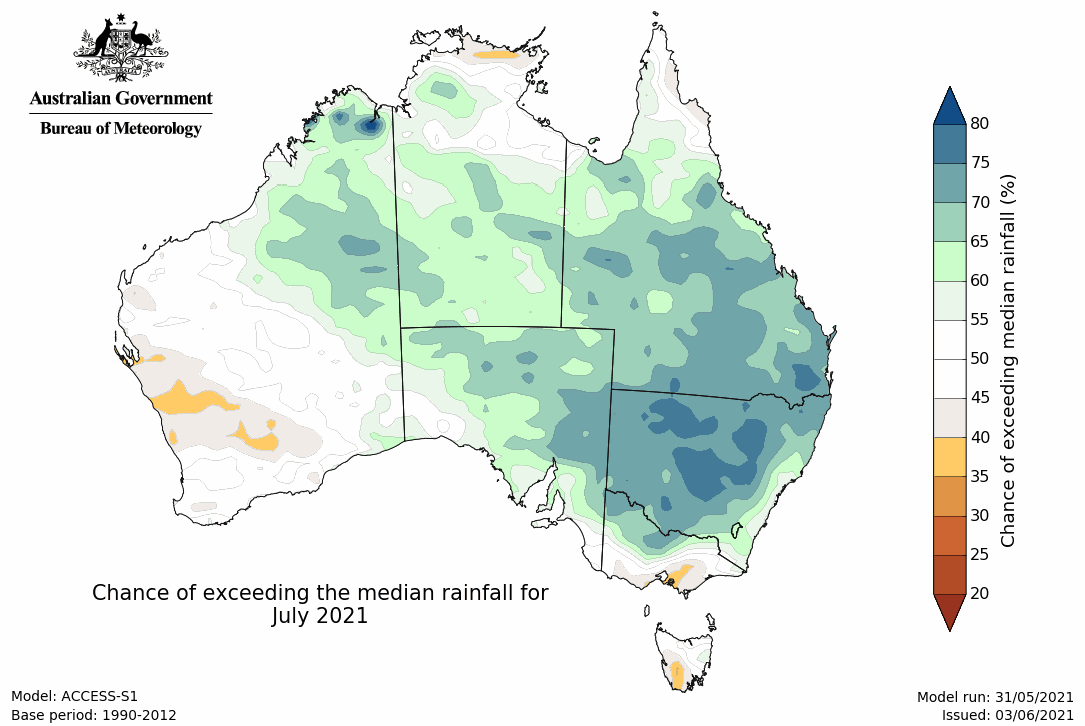 Australian Government
Bureau of Meteorology
80
75
70
65
60
55
50
45
40
35
30
25
20
Chance of exceeding median rainfall (%)
Chance of exceeding the median rainfall for
July 2021
Model: ACCESS-S1
Base period: 1990-2012
Model run: 31/05/2021
Issued: 03/06/2021